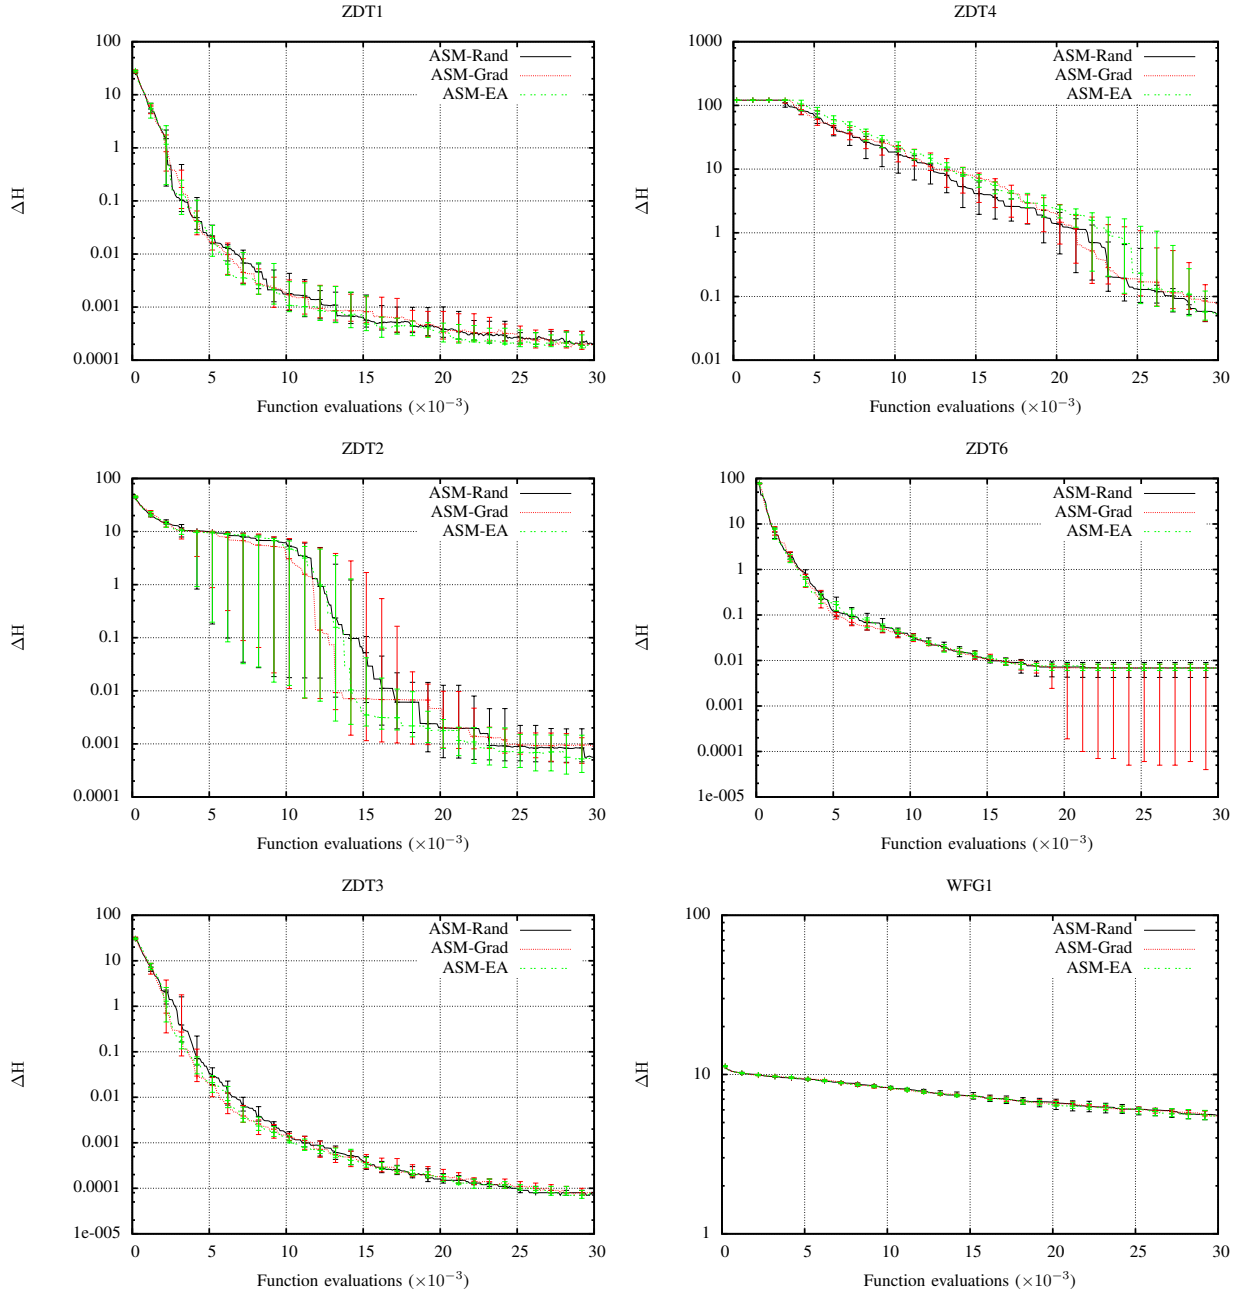 ZDT1
100
10
1
0.1
0.01
0.001
0.0001
0 5 10 15 20 25 30
ΔH
Function evaluations (×10−3)
ASM-Rand
ASM-Grad
ASM-EA
ZDT4
1000
100
10
1
0.1
0.01
0 5 10 15 20 25 30
ΔH
Function evaluations (×10−3)
ASM-Rand
ASM-Grad
ASM-EA
ZDT2
100
10
1
0.1
0.01
0.001
0.0001
0 5 10 15 20 25 30
ΔH
Function evaluations (×10−3)
ASM-Rand
ASM-Grad
ASM-EA
ZDT6
100
10
1
0.1
0.01
0.001
0.0001
1e-005
0 5 10 15 20 25 30
ΔH
Function evaluations (×10−3)
ASM-Rand
ASM-Grad
ASM-EA
ZDT3
100
10
1
0.1
0.01
0.001
0.0001
1e-005
0 5 10 15 20 25 30
ΔH
Function evaluations (×10−3)
ASM-Rand
ASM-Grad
ASM-EA
WFG1
100
10
1
0 5 10 15 20 25 30
ΔH
Function evaluations (×10−3)
ASM-Rand
ASM-Grad
ASM-EA